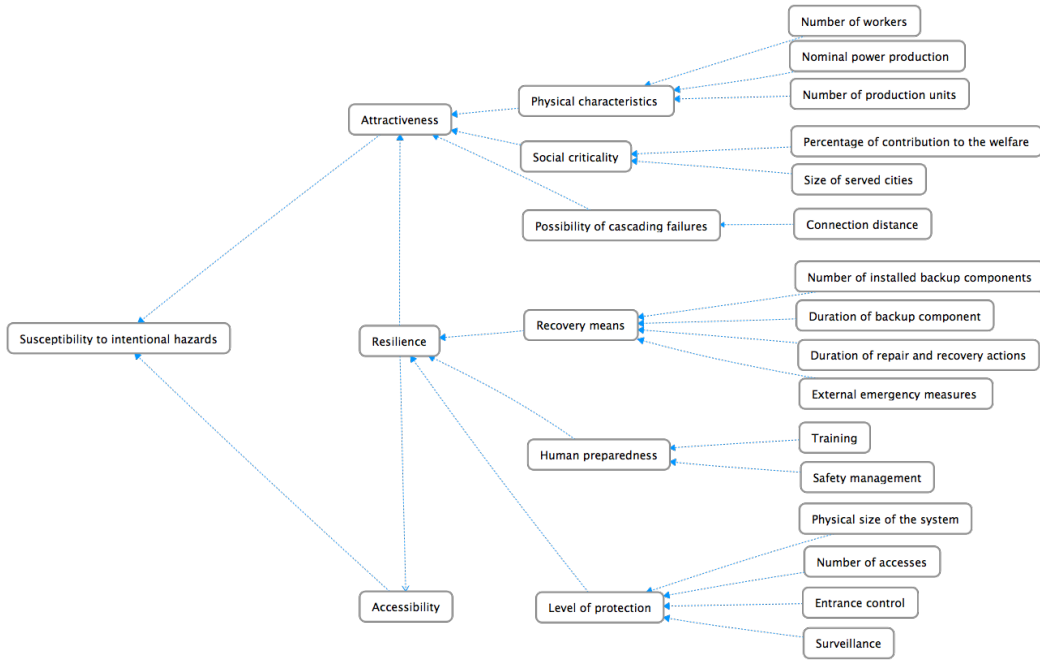 Number of workers
Nominal power production
Physical characteristics
Number of production units
Attractiveness
Percentage of contribution to the welfare
Social criticality
Size of served cities
Possibility of cascading failures
Connection distance
Number of installed backup components
Duration of backup component
Recovery means
Susceptibility to intentional hazards
Resilience
Duration of repair and recovery actions
External emergency measures
Training
Human preparedness
Safety management
Physical size of the system
Number of accesses
Entrance control
Accessibility
Level of protection
Surveillance